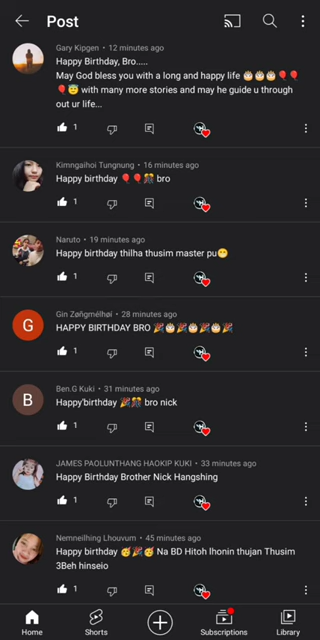 Post
Gary Kipgen • 12 minutes ago
Happy Birthday, Bro.....
May God bless you with a long and happy life 🎂🎂🎂🎈🎈
🎈😇 with many more stories and may he guide u through
out ur life...
1
Kimngaihoi Tungnung • 16 minutes ago
Happy birthday 🎈🎈🎊 bro
1
Naruto • 19 minutes ago
Happy birthday thilha thusim master pu😁
1
G
Gin Zøñgmélhøi • 28 minutes ago
HAPPY BIRTHDAY BRO 🎉🎂🎉🎂🎉🎂🎉
1
B
Ben.G Kuki • 31 minutes ago
Happy'birthday 🎉🎊 bro nick
1
JAMES PAOLUNTHANG HAOKIP KUKI • 33 minutes ago
Happy Birthday Brother Nick Hangshing
1
Nemneilhing Lhouvum • 45 minutes ago
Happy birthday 🥳🎉🥳 Na BD Hitoh lhonin thujan Thusim
3Beh hinseio
1
Home
Shorts
Subscriptions
Library